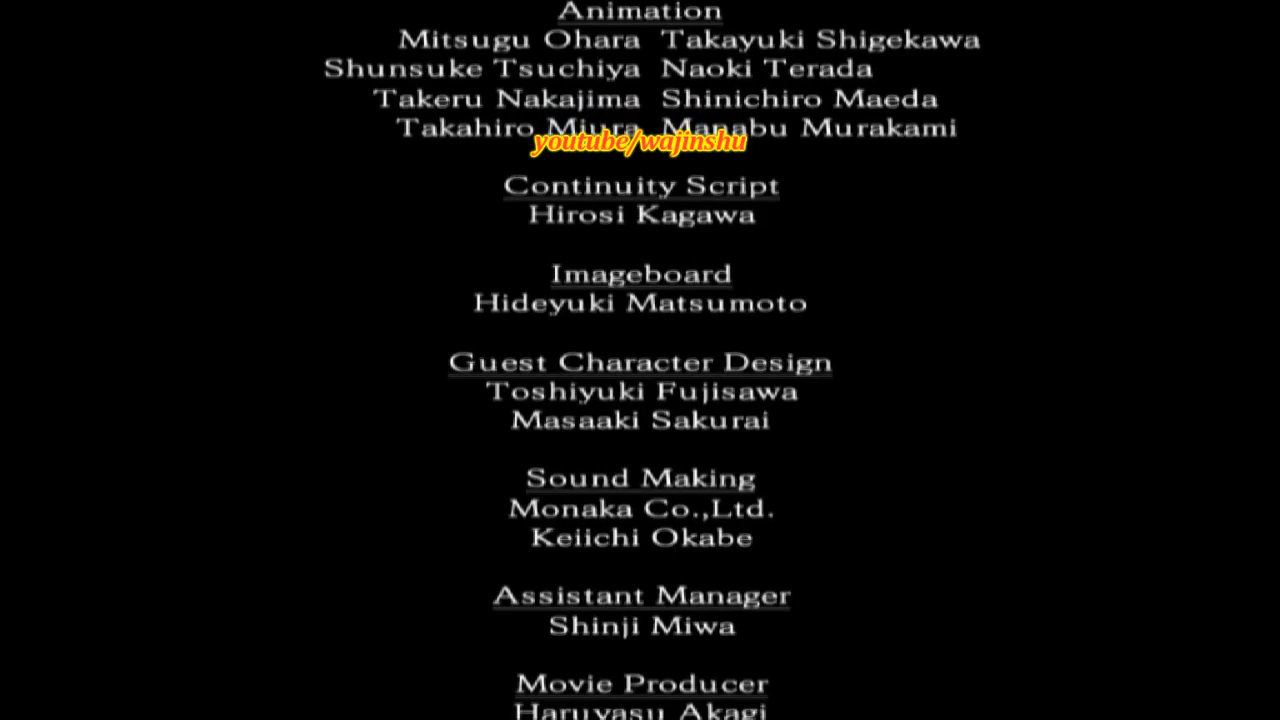 Animation
Mitsugu Ohara Takayuki Shigekawa
Shunsuke Tsuchiya Naoki Terada
Takeru Nakajima Shinichiro Maeda
Takahiro Miura Manabu Murakami
youtube/wajinshu
Continuity Script
Hirosi Kagawa
Imageboard
Hideyuki Matsumoto
Guest Character Design
Toshiyuki Fujisawa
Masaaki Sakurai
Sound Making
Monaka Co.,Ltd.
Keiichi Okabe
Assistant Manager
Shinji Miwa
Movie Producer
Haruyasu Akagi